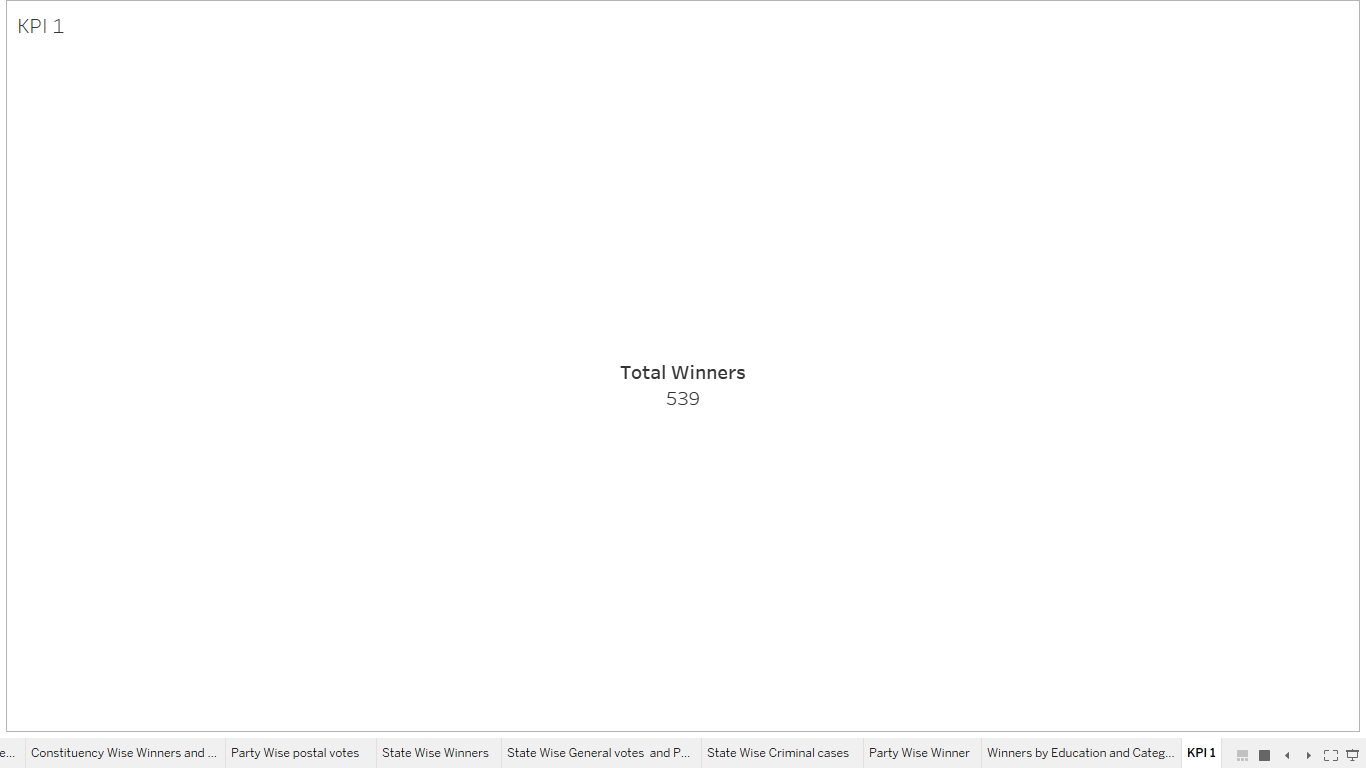 KPI 1
Total Winners
539
e...
Constituency Wise Winners and ...
Party Wise postal votes
State Wise Winners
State Wise General votes  and P...
State Wise Criminal cases
Party Wise Winner
Winners by Education and Categ...
KPI 1